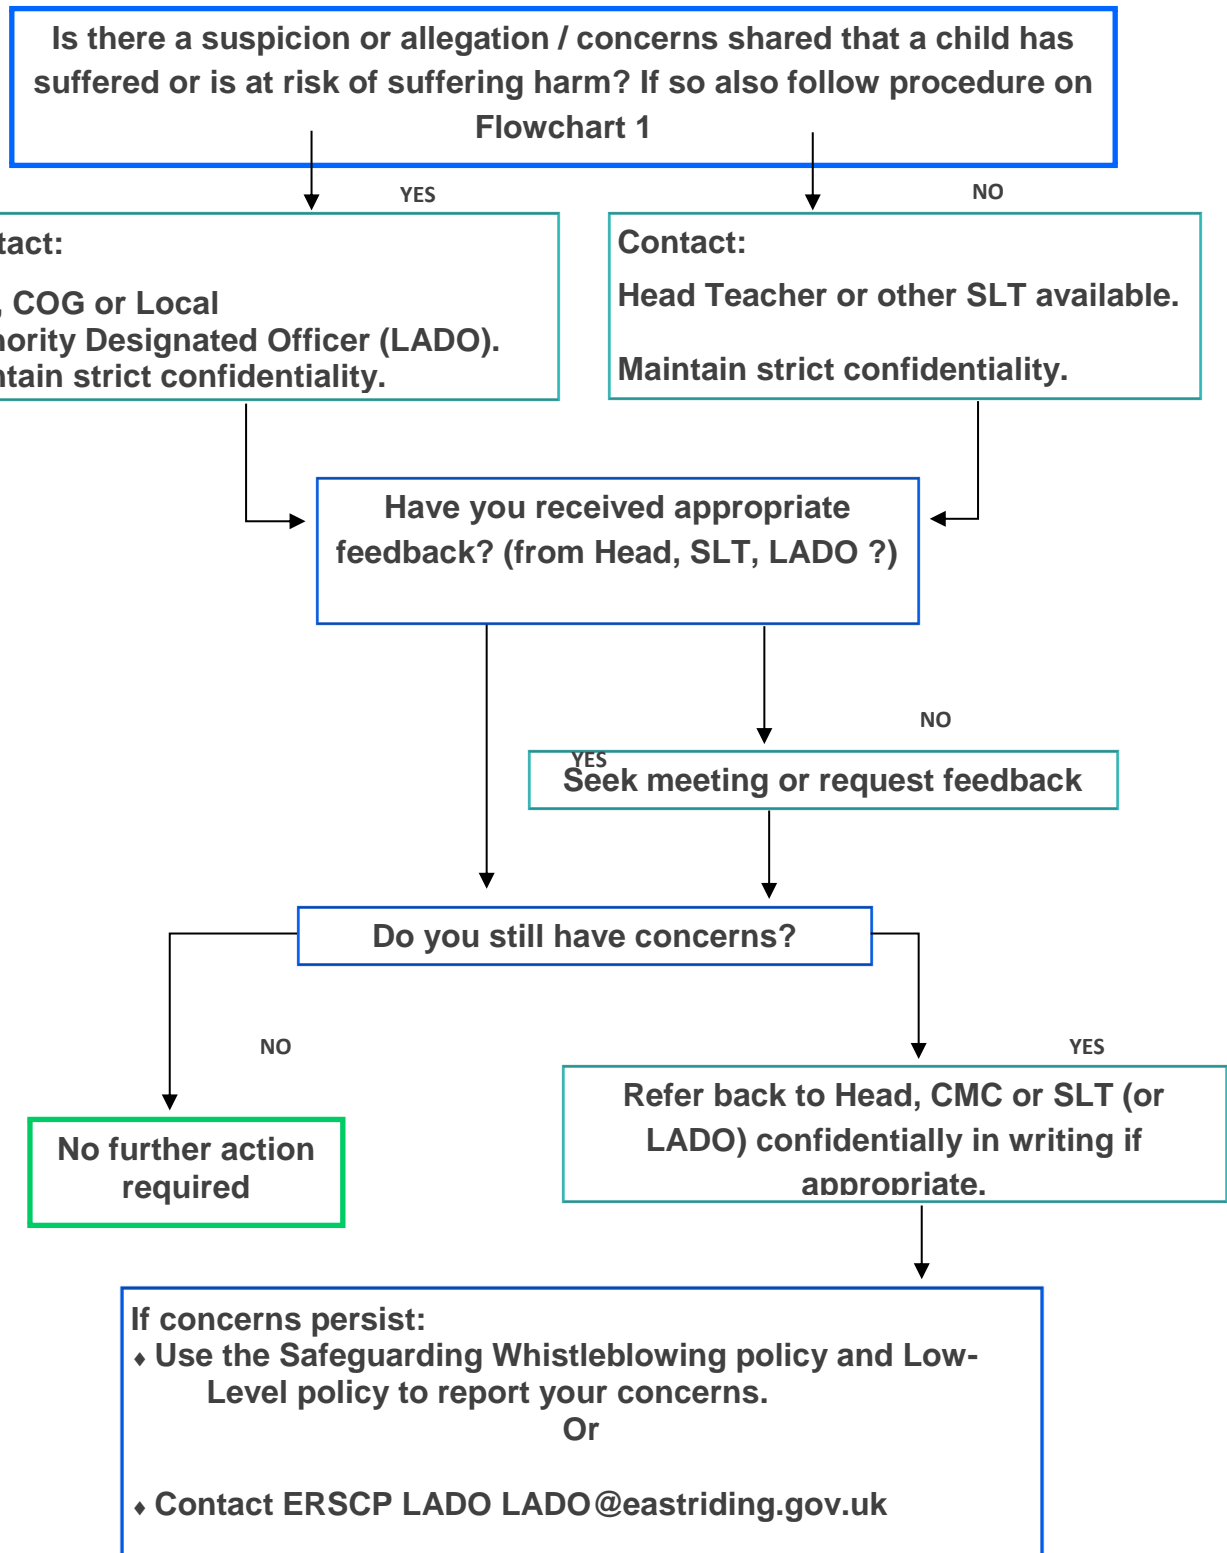 Is there a suspicion or allegation / concerns shared that a child has
suffered or is at risk of suffering harm? If so also follow procedure on
Flowchart 1
YES
NO
tact:
, COG or Local
nority Designated Officer (LADO).
ntain strict confidentiality.
Contact:
Head Teacher or other SLT available.
Maintain strict confidentiality.
Have you received appropriate
feedback? (from Head, SLT, LADO ?)
NO
YES
Seek meeting or request feedback
Do you still have concerns?
NO
YES
No further action
required
Refer back to Head, CMC or SLT (or
LADO) confidentially in writing if
appropriate.
If concerns persist:
♦ Use the Safeguarding Whistleblowing policy and Low-
Level policy to report your concerns.
Or
♦ Contact ERSCP LADO LADO@eastriding.gov.uk